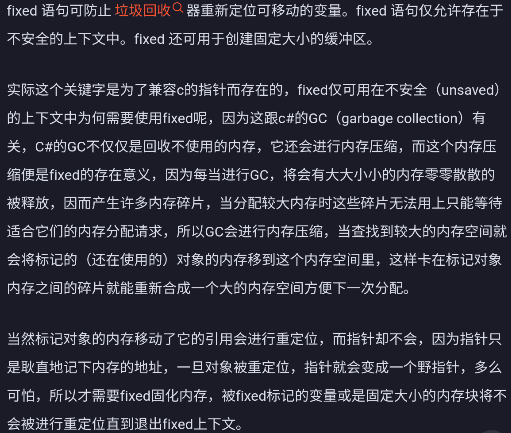 fixed 语句可防止 垃圾回收 器重新定位可移动的变量。fixed 语句仅允许存在于
不安全的上下文中。fixed 还可用于创建固定大小的缓冲区。
实际这个关键字是为了兼容c的指针而存在的，fixed仅可用在不安全（unsaved）
的上下文中为何需要使用fixed呢，因为这跟c#的GC（garbage collection）有
关，C#的GC不仅仅是回收不使用的内存，它还会进行内存压缩，而这个内存压
缩便是fixed的存在意义，因为每当进行GC，将会有大大小小的内存零零散散的
被释放，因而产生许多内存碎片，当分配较大内存时这些碎片无法用上只能等待
适合它们的内存分配请求，所以GC会进行内存压缩，当查找到较大的内存空间就
会将标记的（还在使用的）对象的内存移到这个内存空间里，这样卡在标记对象
内存之间的碎片就能重新合成一个大的内存空间方便下一次分配。
当然标记对象的内存移动了它的引用会进行重定位，而指针却不会，因为指针只
是耿直地记下内存的地址，一旦对象被重定位，指针就会变成一个野指针，多么
可怕，所以才需要fixed固化内存，被fixed标记的变量或是固定大小的内存块将不
会被进行重定位直到退出fixed上下文。